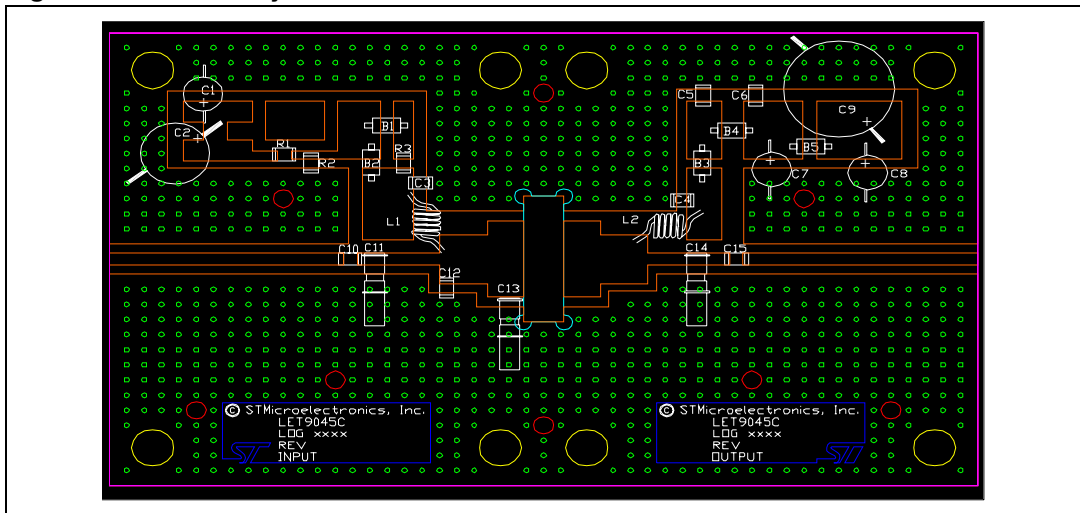 C1
C2
B1
R1
R2
B2
R3
C3
L1
C10
C11
C12
C13
C5
C6
C9
B4
B3
B5
C7
C8
C4
L2
C14
C15
© STMicroelectronics, Inc.
LET9045C
LOG xxxx
REV
INPUT
© STMicroelectronics, Inc.
LET9045C
LOG xxxx
REV
OUTPUT
ST
ST